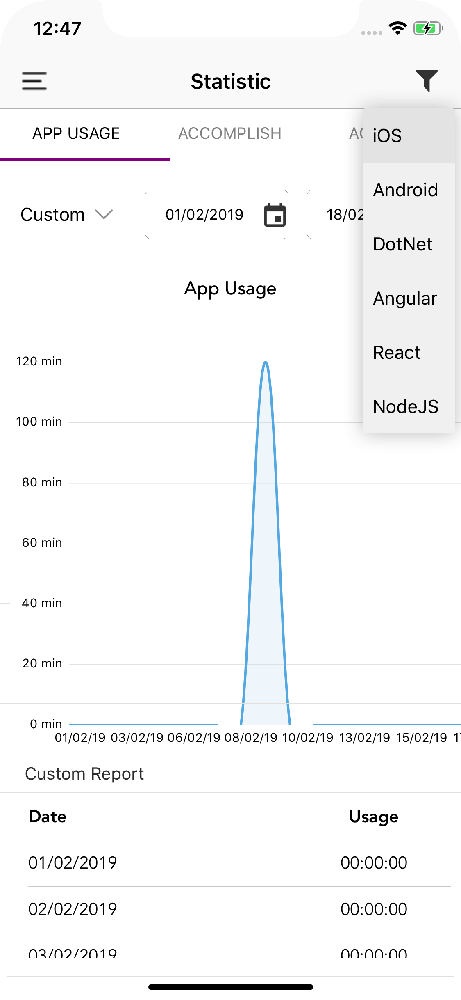 12:47
Statistic
APP USAGE ACCOMPLISH
iOS
Android
DotNet
Angular
React
NodeJS
Custom 01/02/2019 18/02
App Usage
120 min
100 min
80 min
60 min
40 min
20 min
0 min
01/02/19 03/02/19 06/02/19 08/02/19 10/02/19 13/02/19 15/02/19
Custom Report
Date Usage
01/02/2019 00:00:00
02/02/2019 00:00:00
03/02/2019 00:00:00